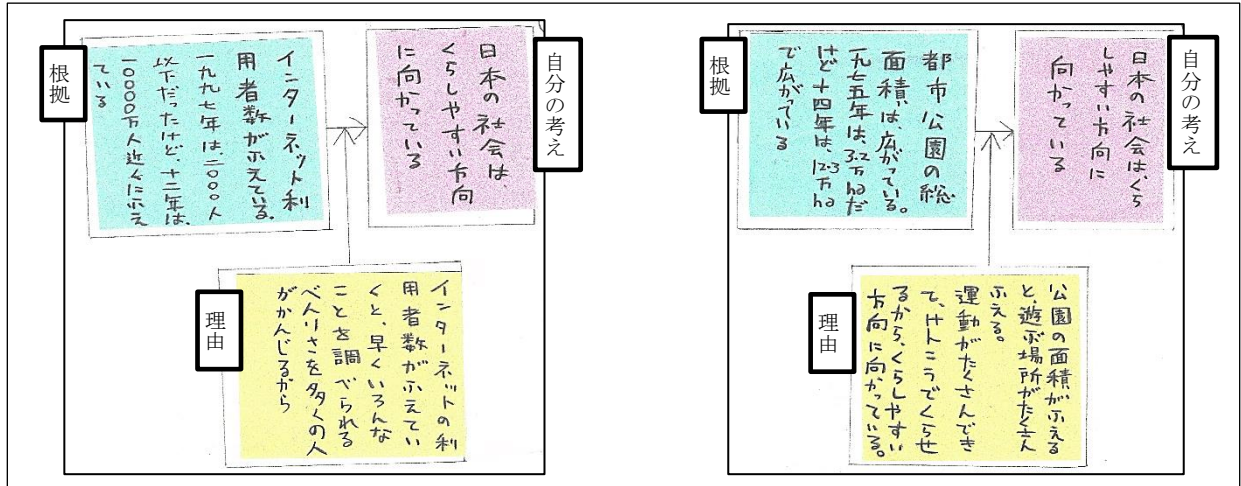 自分の考え
日本の社会は、
くらしやすい方向
に向かっている
根拠
インターネット利
用者数がふえている。
一九九七年は二〇〇〇人
以下だったけど、十二年は、
一〇〇〇〇万人近くにふえ
ている
理由
インターネットの利
用者数がふえてい
くと、早くいろんな
ことを調べられる
べんりさを多くの人
がかんじるから
自分の考え
日本の社会は、くら
しやすい方向に
向かっている
根拠
都市公園の総
面積は、広がっている。
一九七五年は、3.2万haだ
けど十四年は、12.3万ha
で広がっている
理由
公園の面積がふえる
と、遊ぶ場所がたくさん
ふえる。
運動がたくさんでき
て、けんこうでくらせ
るから、くらしやすい
方向に向かっている。